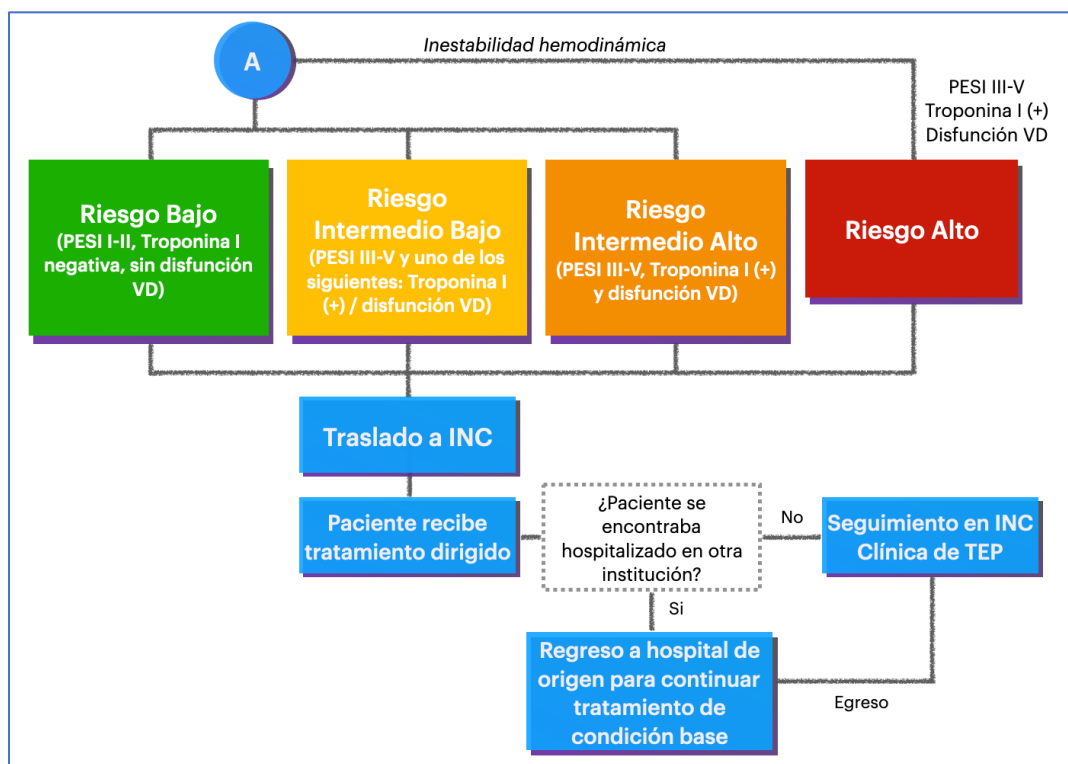 Inestabilidad hemodinámica
A
PESI III-V
Troponina I (+)
Disfunción VD
Riesgo Bajo
(PESI I-II, Troponina I
negativa, sin disfunción
VD)
Riesgo
Intermedio Bajo
(PESI III-V y uno de los
siguientes: Troponina I
(+) / disfunción VD)
Riesgo
Intermedio Alto
(PESI III-V, Troponina I (+)
y disfunción VD)
Riesgo Alto
Traslado a INC
Paciente recibe
tratamiento dirigido
¿Paciente se
encontraba
hospitalizado en otra
institución?
No
Seguimiento en INC
Clínica de TEP
Si
Regreso a hospital de
origen para continuar
tratamiento de
condición base
Egreso